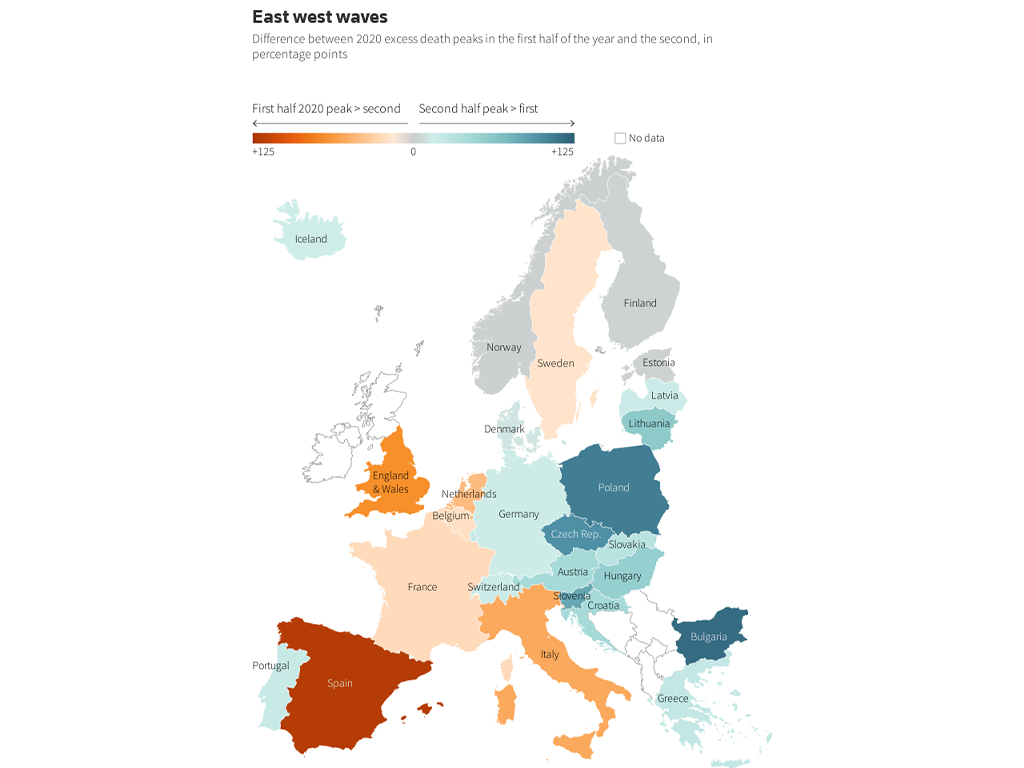 East west waves
Difference between 2020 excess death peaks in the first half of the year and the second, in
percentage points
First half 2020 peak > second
Second half peak > first
+125
0
+125
No data
Iceland
Finland
Norway
Sweden
Estonia
Latvia
Lithuania
Denmark
England
& Wales
Netherlands
Poland
Belgium
Germany
Czech Rep.
Slovakia
Austria
Hungary
France
Switzerland
Slovenia
Croatia
Bulgaria
Italy
Portugal
Spain
Greece